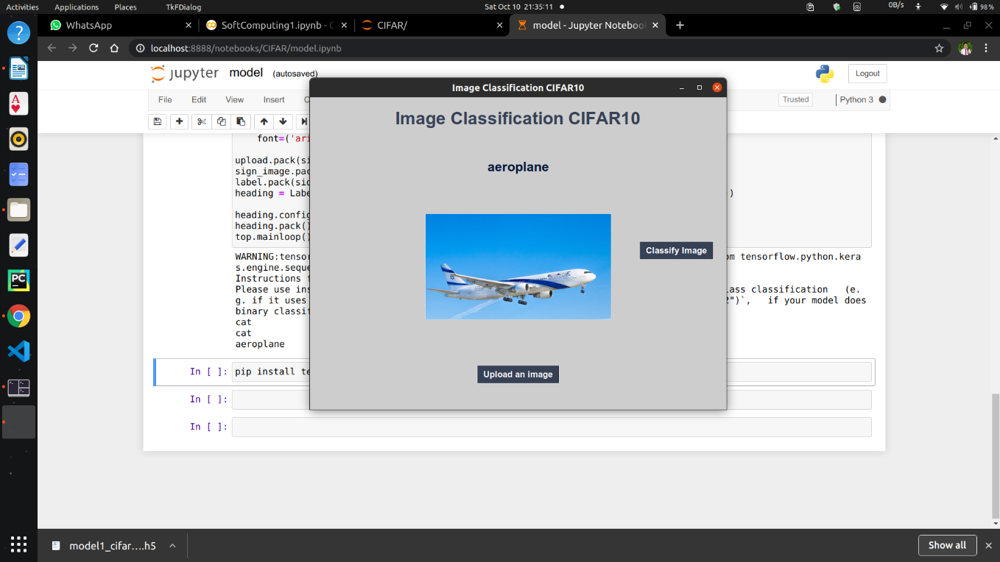 Activities Applications Places TkFDialog Sat Oct 10 21:35:11 0B/s 98%
WhatsApp SoftComputing1.ipynb - C CIFAR/ model - Jupyter Notebook
localhost:8888/notebooks/CIFAR/model.ipynb
jupyter model (autosaved) Logout
File Edit View Insert C Trusted Python 3
Image Classification CIFAR10
Image Classification CIFAR10
aeroplane
Classify Image
Upload an image
font=('ari
upload.pack(si
sign_image.pac
label.pack(sid
heading = Labe )
heading.config
heading.pack()
top.mainloop()
WARNING:tensor om tensorflow.python.kera
s.engine.seque
Instructions f
Please use ins lass classification (e.
g. if it uses 2")`, if your model does
binary classif
cat
cat
aeroplane
In [ ]: pip install te
In [ ]:
In [ ]:
PC
model1_cifar....h5 Show all